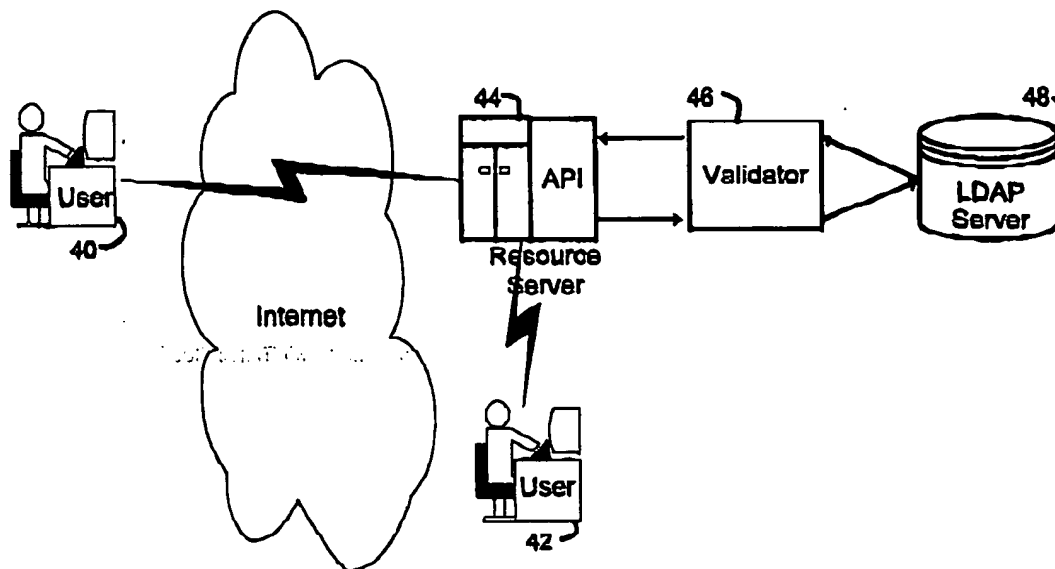 44
46
48
API
Validator
LDAP
Server
User
40
Resource
Server
Internet
User
42